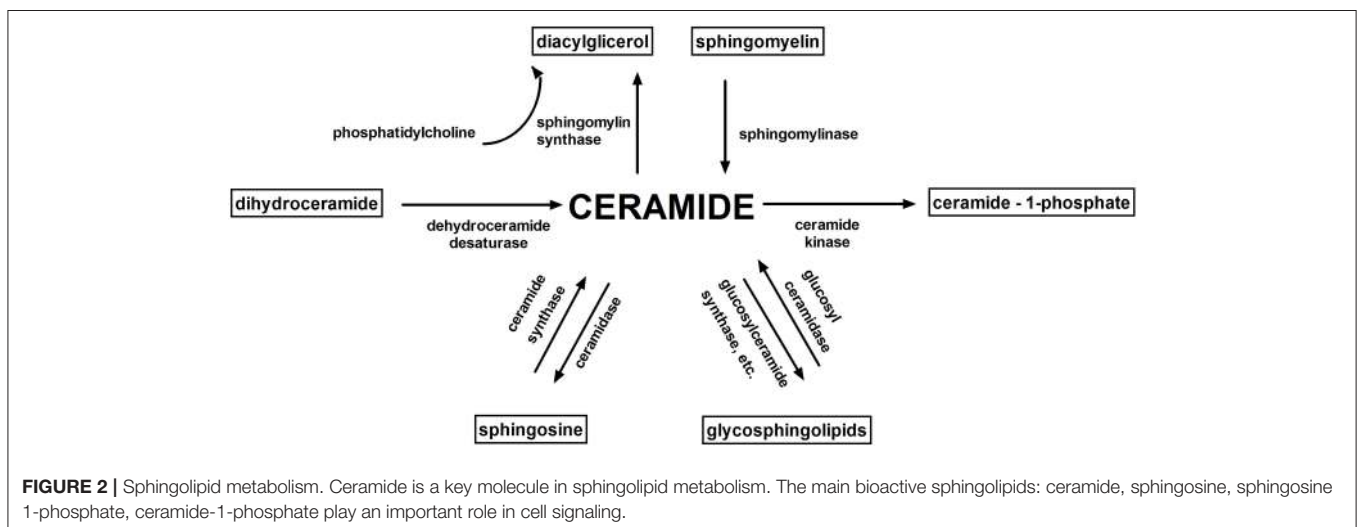 diacylglicerol
sphingomyelin
phosphatidylcholine
sphingomylin
synthase
sphingomylinase
dihydroceramide
CERAMIDE
ceramide - 1-phosphate
dehydroceramide
desaturase
ceramide
kinase
ceramide
synthase
ceramidase
glucosylceramide
synthase, etc.
glucosyl
ceramidase
sphingosine
glycosphingolipids
FIGURE 2 | Sphingolipid metabolism. Ceramide is a key molecule in sphingolipid metabolism. The main bioactive sphingolipids: ceramide, sphingosine, sphingosine
1-phosphate, ceramide-1-phosphate play an important role in cell signaling.